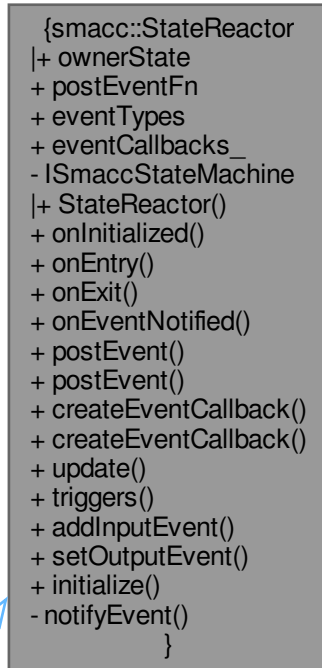 {smacc::StateReactor
|+ ownerState
+ postEventFn
+ eventTypes
+ eventCallbacks_
- ISmaccStateMachine
|+ StateReactor()
+ onInitialized()
+ onEntry()
+ onExit()
+ onEventNotified()
+ postEvent()
+ postEvent()
+ createEventCallback()
+ createEventCallback()
+ update()
+ triggers()
+ addInputEvent()
+ setOutputEvent()
+ initialize()
- notifyEvent()
}